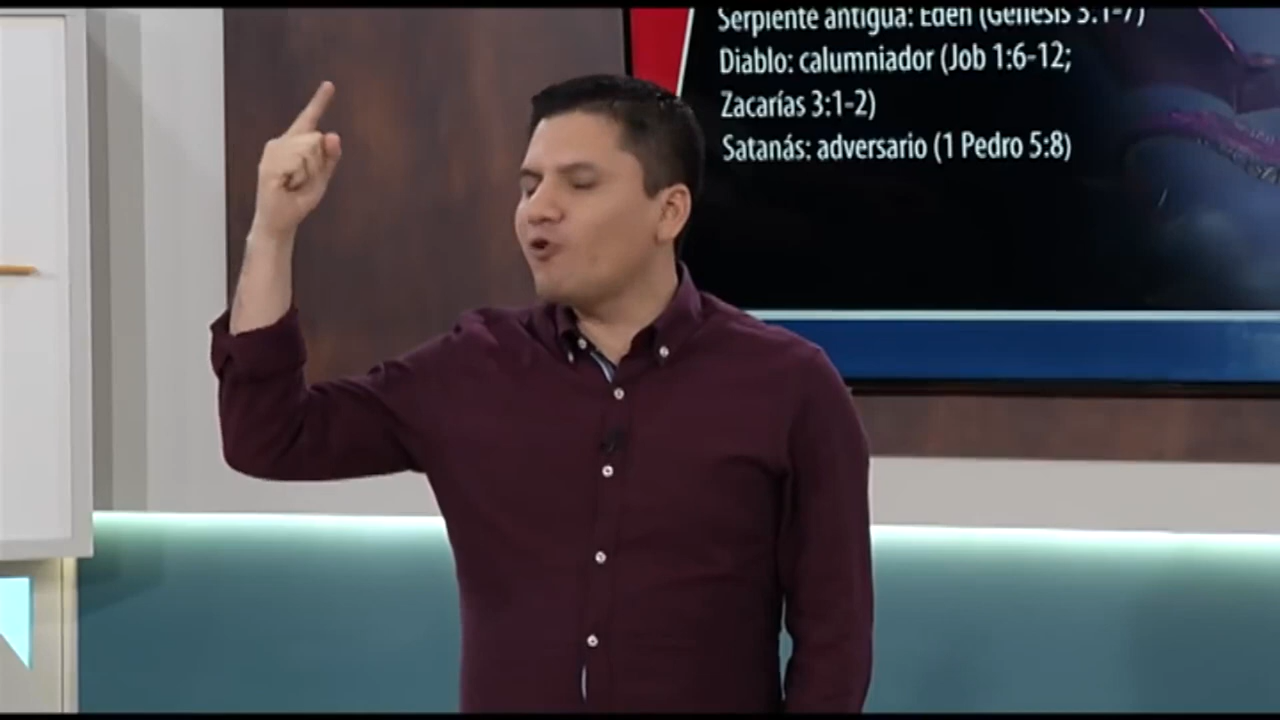 Serpiente antigua: Edén (Génesis 3:1-7)
Diablo: calumniador (Job 1:6-12;
Zacarías 3:1-2)
Satanás: adversario (1 Pedro 5:8)